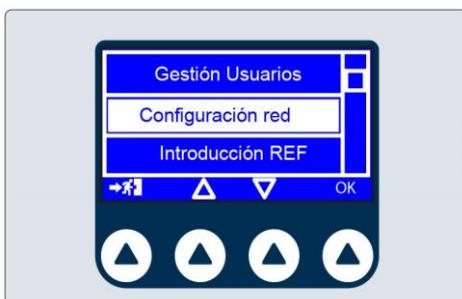 Gestión Usuarios
Configuración red
Introducción REF
OK